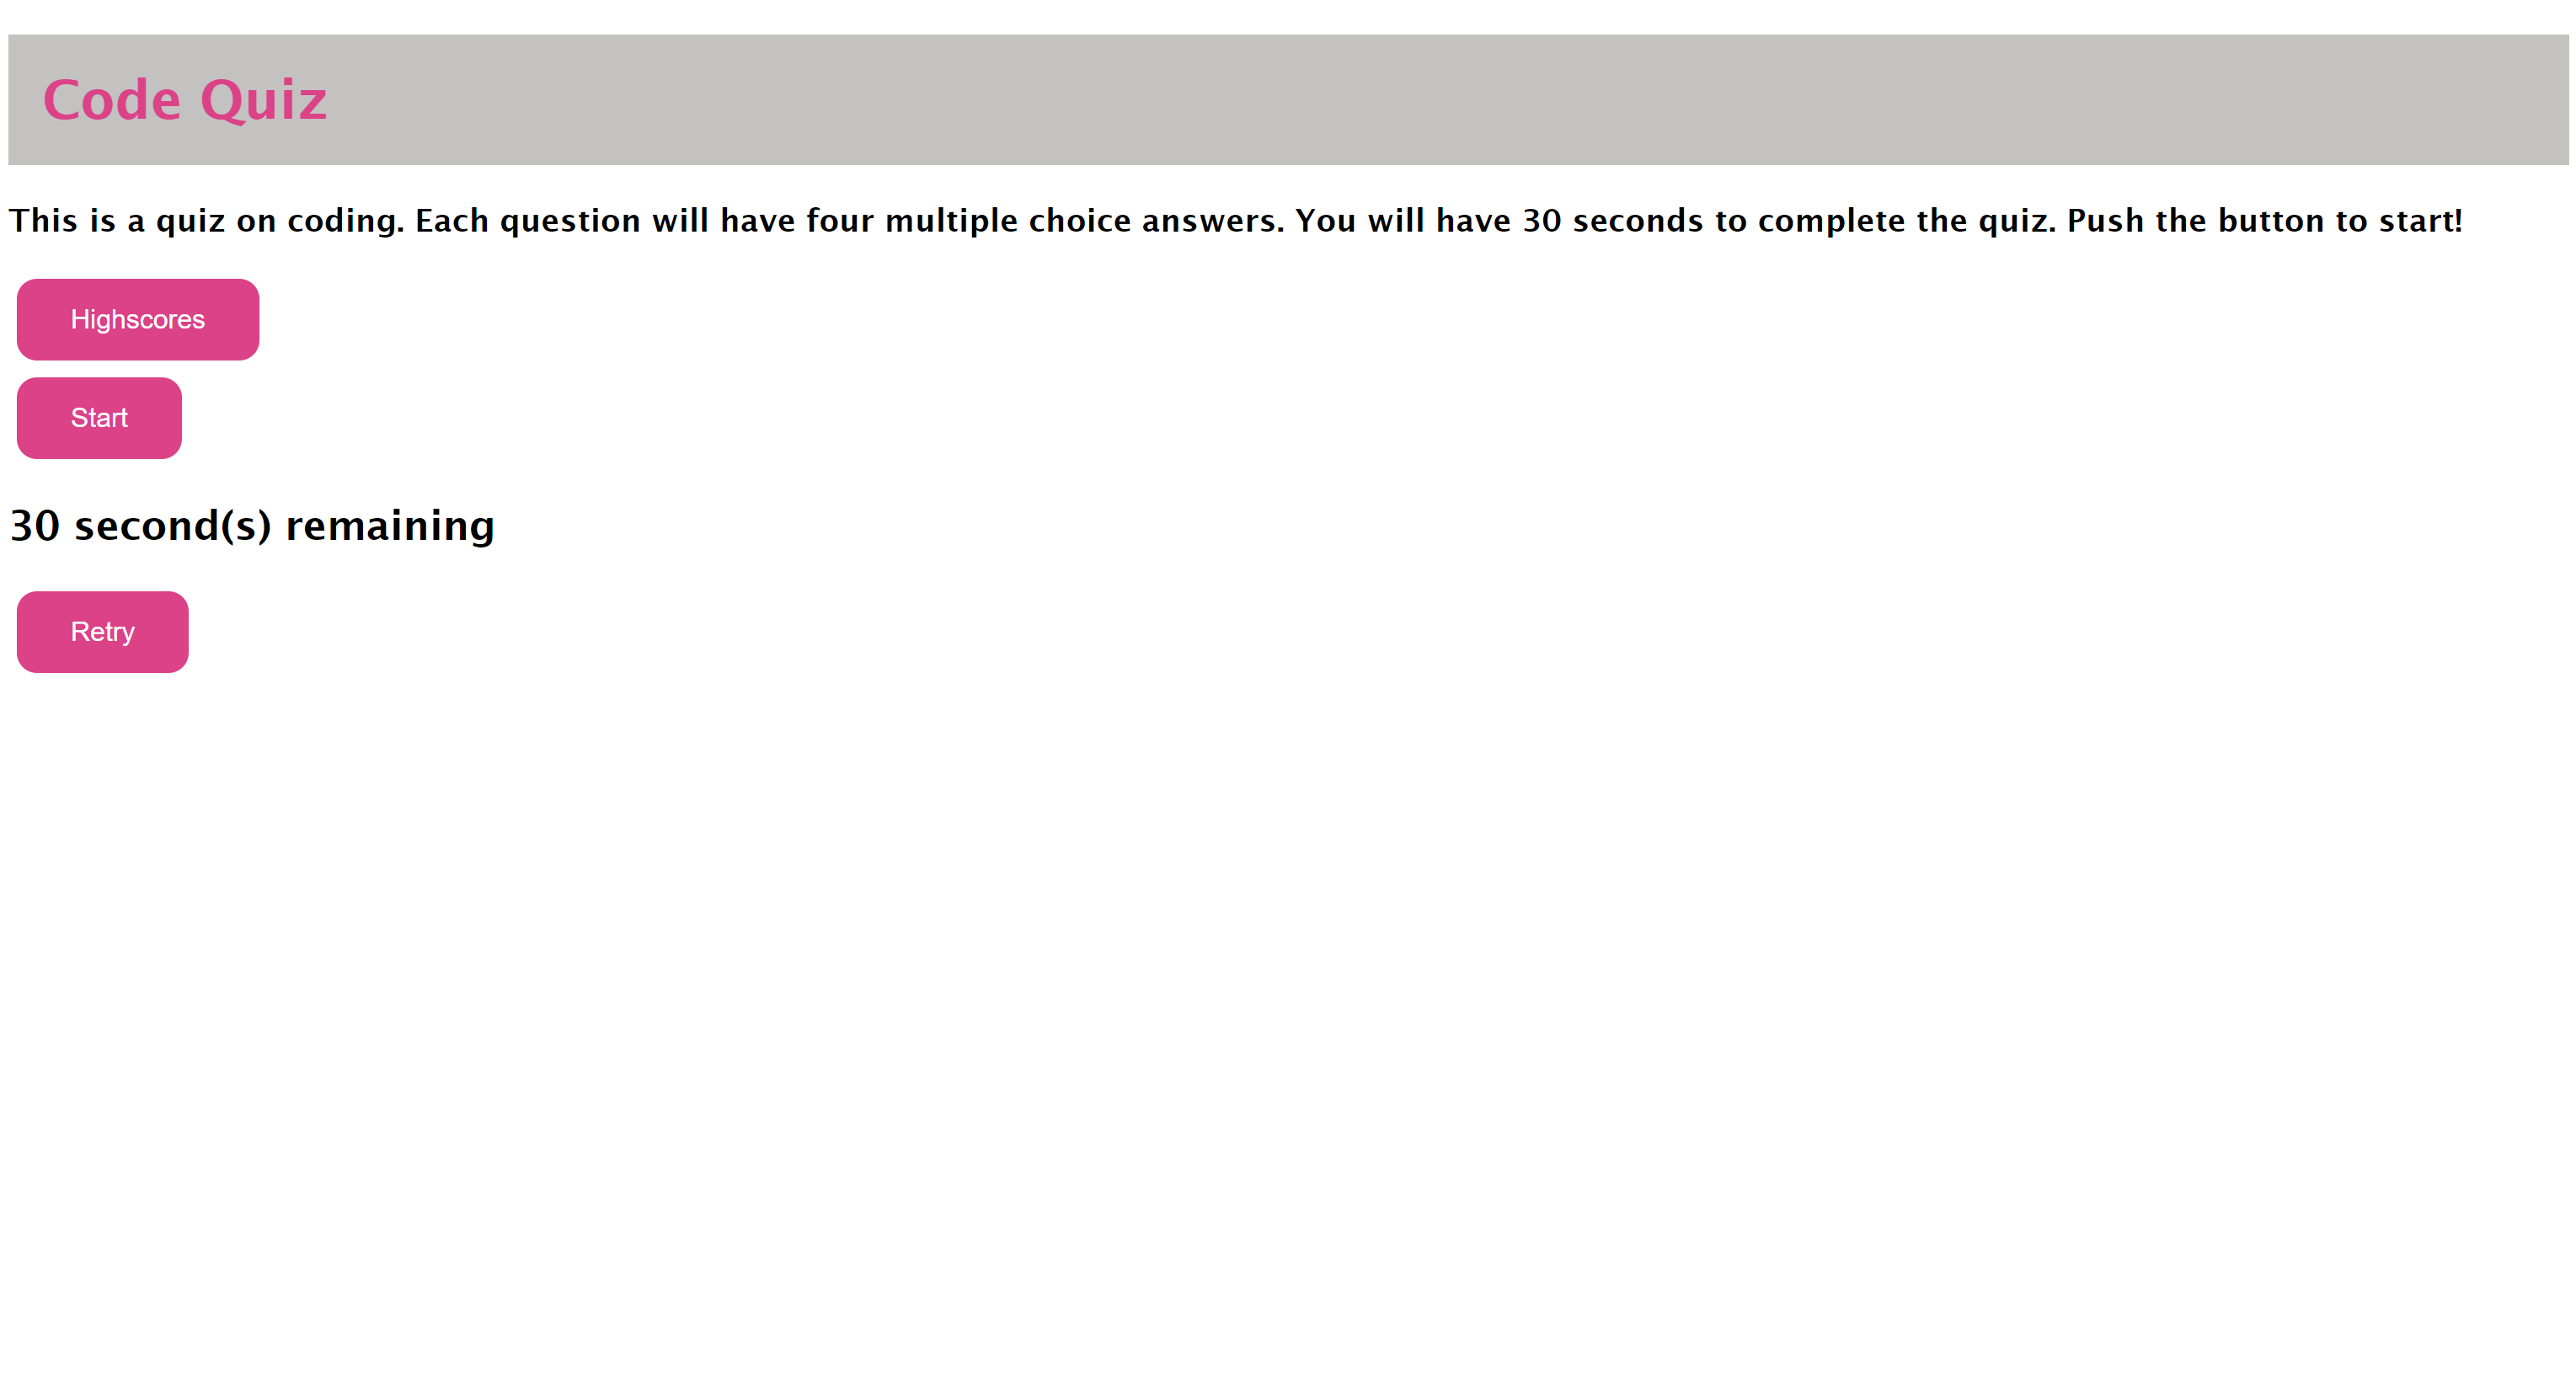 Code Quiz
This is a quiz on coding. Each question will have four multiple choice answers. You will have 30 seconds to complete the quiz. Push the button to start!
Highscores
Start
30 second(s) remaining
Retry